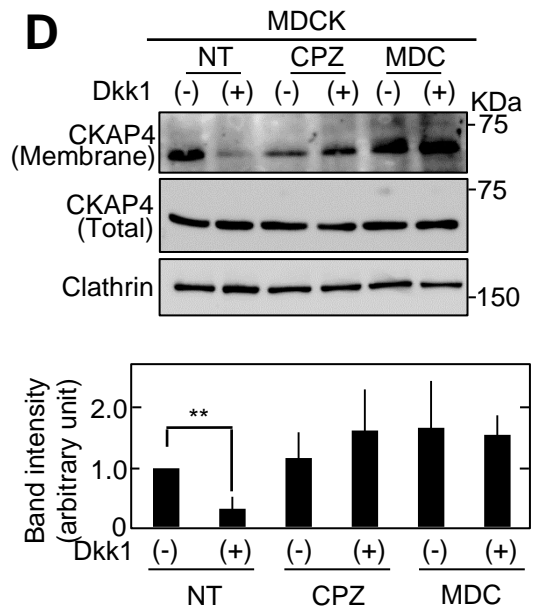 D
MDCK
NT CPZ MDC
Dkk1 (-) (+) (-) (+) (-) (+)
KDa
CKAP4
(Membrane)
75
CKAP4
(Total)
75
Clathrin
150
Band intensity
(arbitrary unit)
2.0
1.0
0
**
Dkk1 (-) (+) (-) (+) (-) (+)
NT CPZ MDC